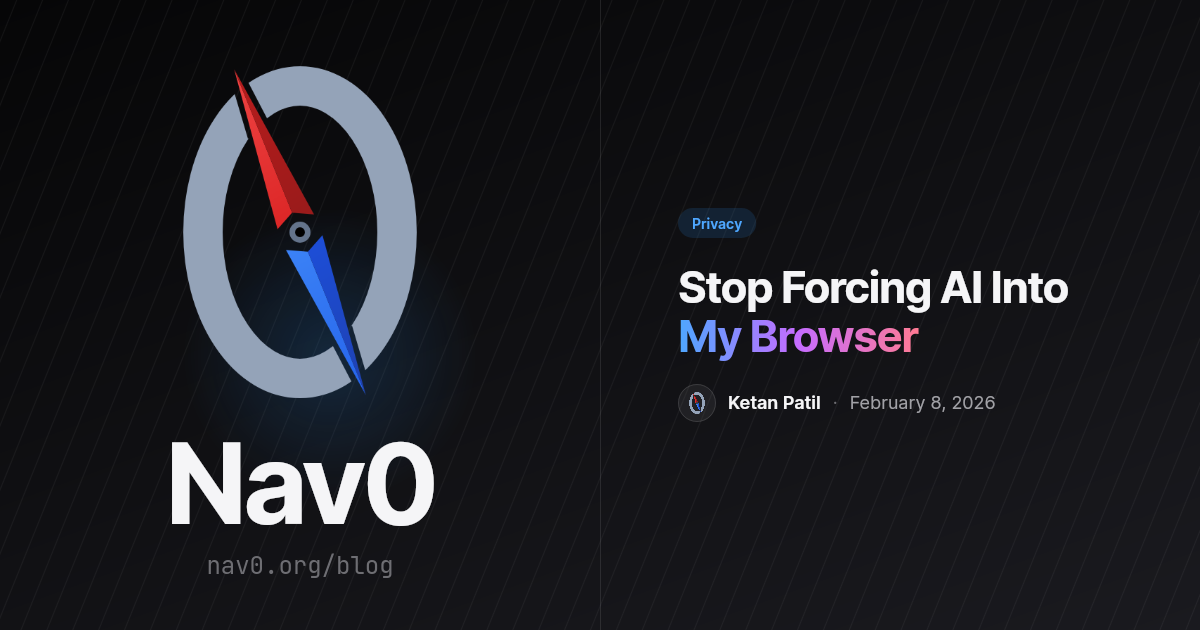 Nav0
nav0.org/blog
Privacy
Stop Forcing AI Into
My Browser
Ketan Patil · February 8, 2026